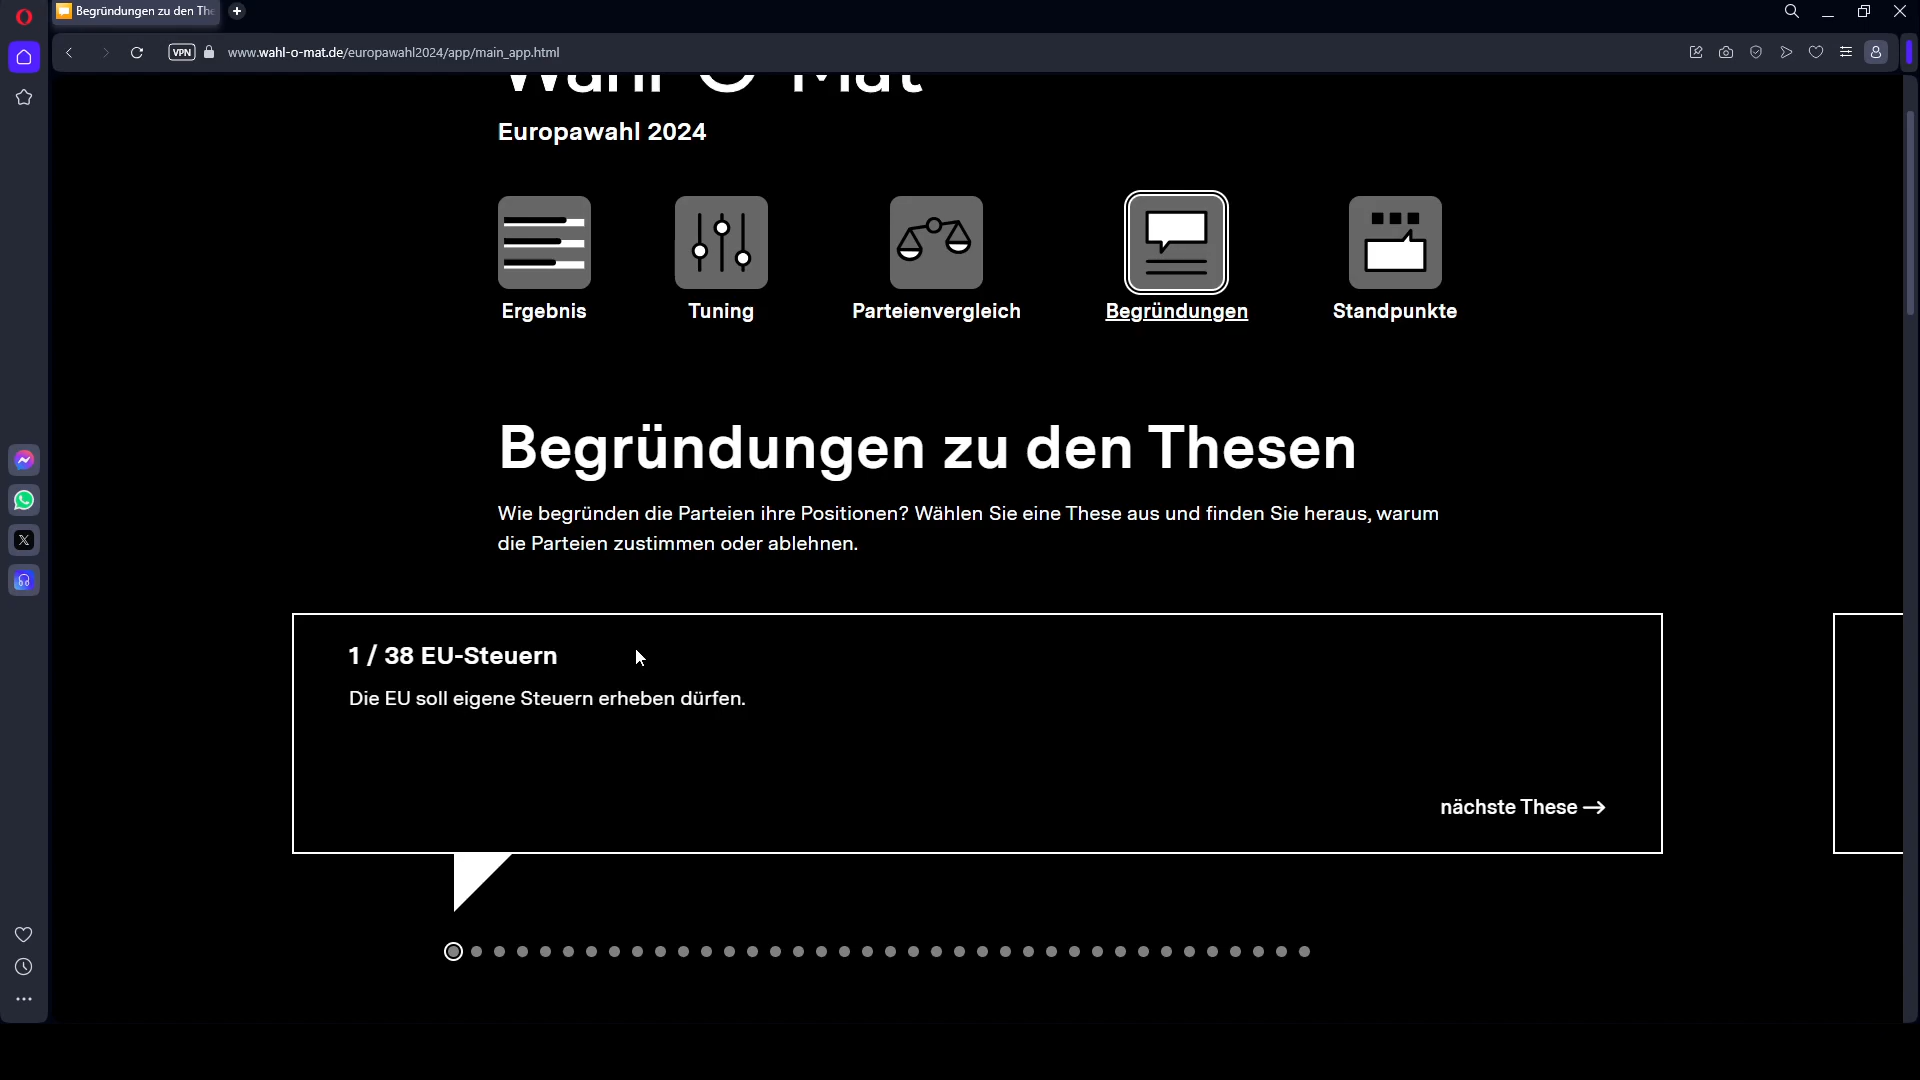 Begründungen zu den The
VPN
www.wahl-o-mat.de/europawahl2024/app/main_app.html
Wahl-O-Mat
Europawahl 2024
Ergebnis
Tuning
Parteienvergleich
Begründungen
Standpunkte
Begründungen zu den Thesen
Wie begründen die Parteien ihre Positionen? Wählen Sie eine These aus und finden Sie heraus, warum
die Parteien zustimmen oder ablehnen.
1 / 38 EU-Steuern
Die EU soll eigene Steuern erheben dürfen.
nächste These →